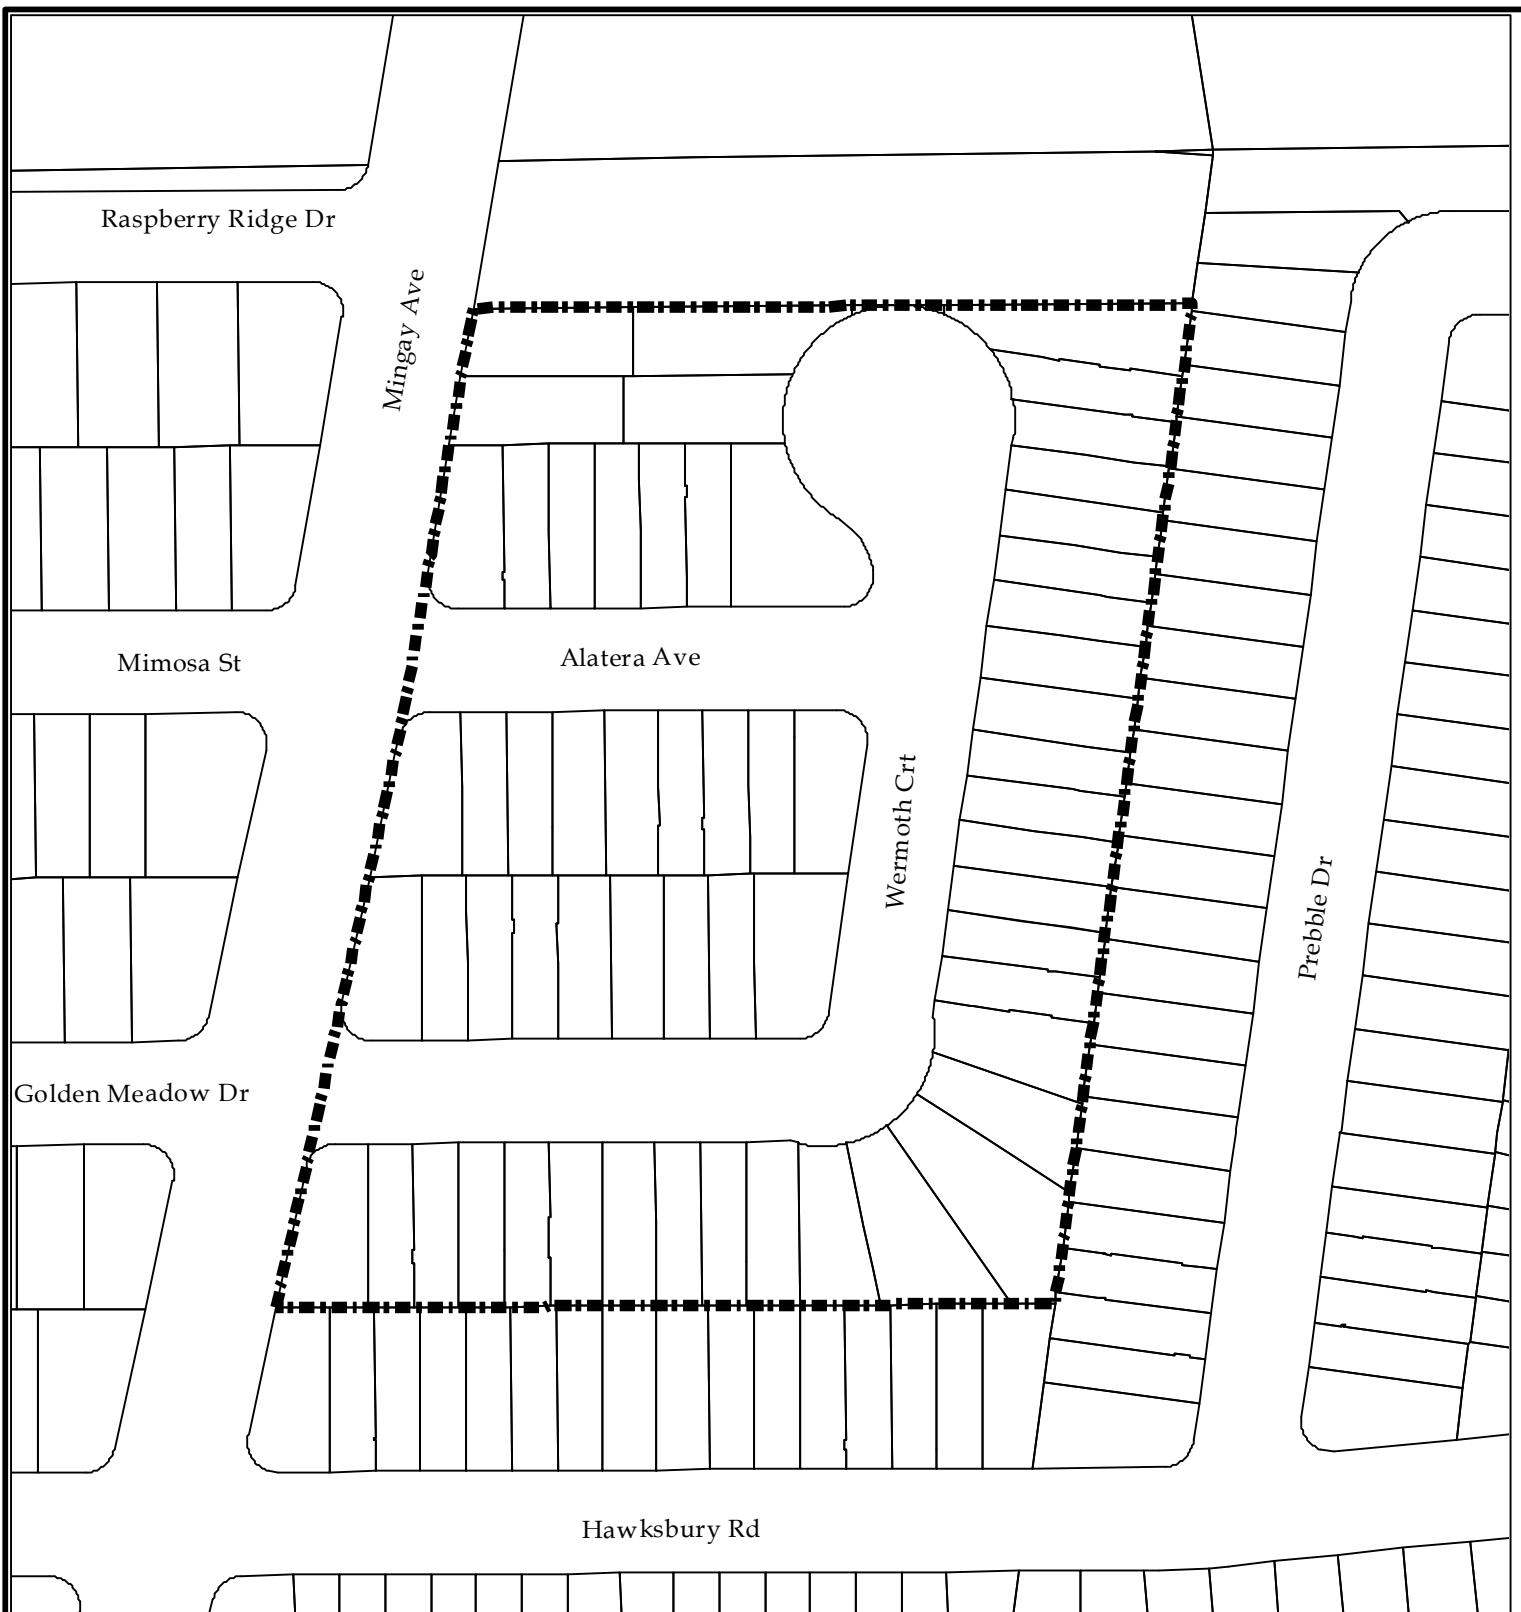 Raspberry Ridge Dr
Mingay Ave
Mimosa St
Alatera Ave
Wermoth Crt
Prebble Dr
Golden Meadow Dr
Hawksbury Rd